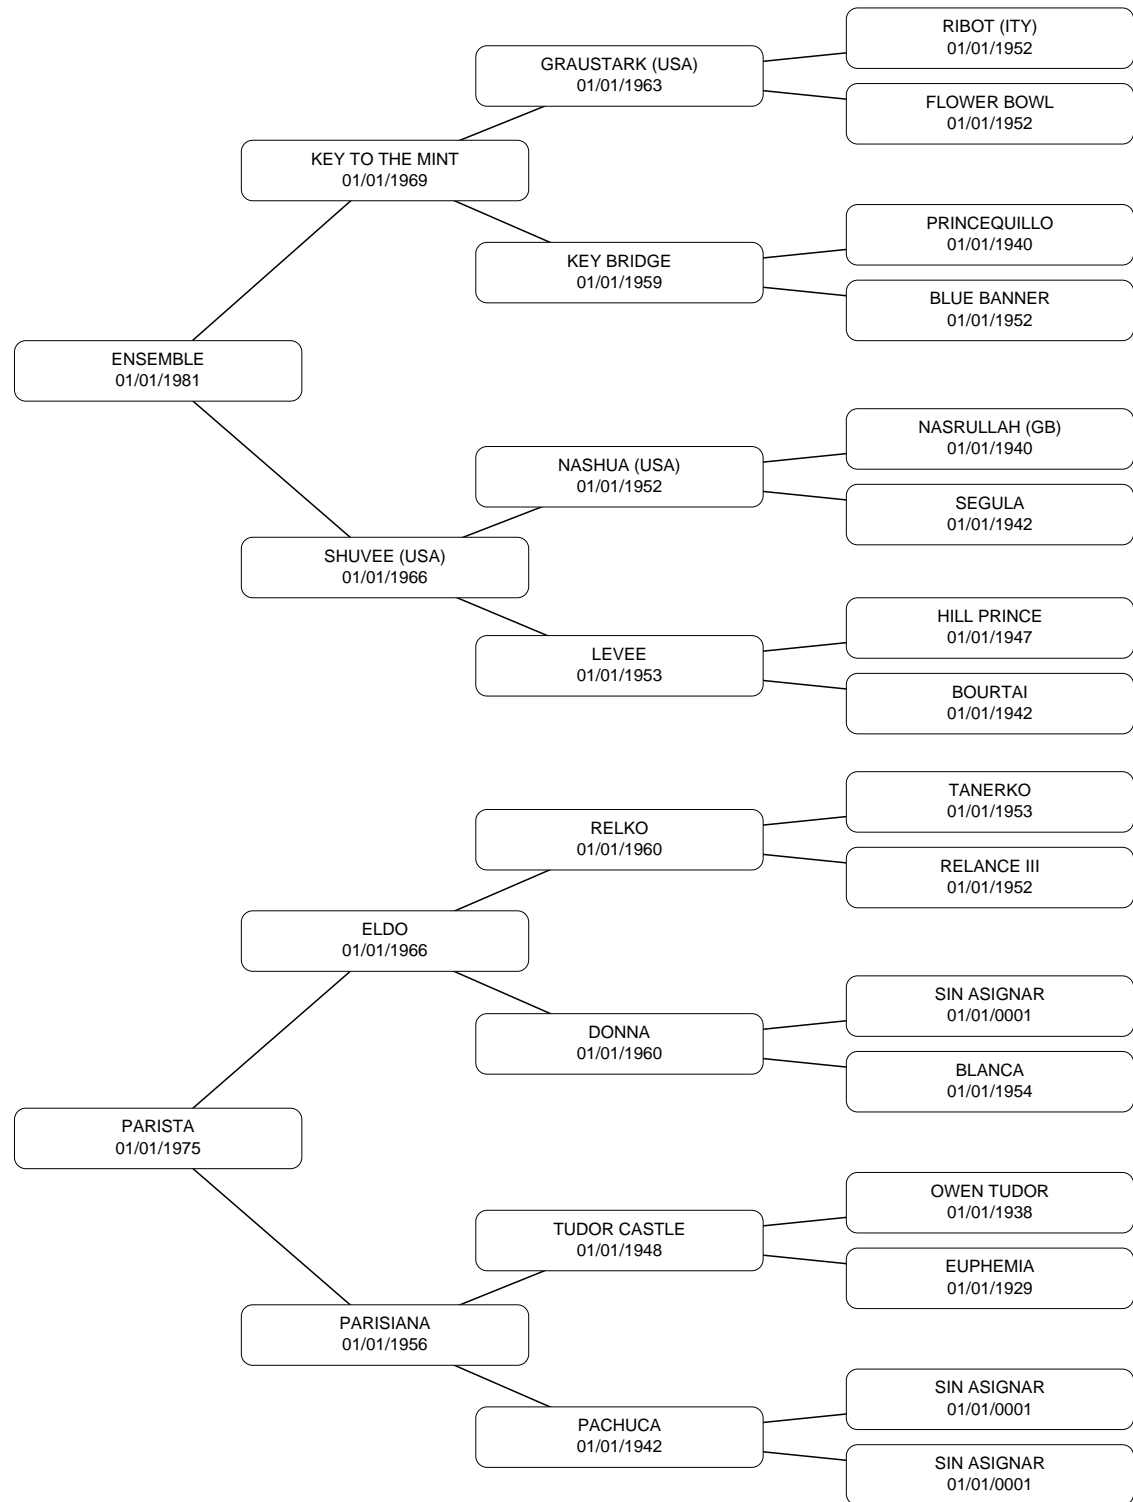 RIBOT (ITY)
01/01/1952
GRAUSTARK (USA)
01/01/1963
FLOWER BOWL
01/01/1952
KEY TO THE MINT
01/01/1969
PRINCEQUILLO
01/01/1940
KEY BRIDGE
01/01/1959
BLUE BANNER
01/01/1952
ENSEMBLE
01/01/1981
NASRULLAH (GB)
01/01/1940
NASHUA (USA)
01/01/1952
SEGULA
01/01/1942
SHUVEE (USA)
01/01/1966
HILL PRINCE
01/01/1947
LEVEE
01/01/1953
BOURTAI
01/01/1942
TANERKO
01/01/1953
RELKO
01/01/1960
RELANCE III
01/01/1952
ELDO
01/01/1966
SIN ASIGNAR
01/01/0001
DONNA
01/01/1960
BLANCA
01/01/1954
PARISTA
01/01/1975
OWEN TUDOR
01/01/1938
TUDOR CASTLE
01/01/1948
EUPHEMIA
01/01/1929
PARISIANA
01/01/1956
SIN ASIGNAR
01/01/0001
PACHUCA
01/01/1942
SIN ASIGNAR
01/01/0001